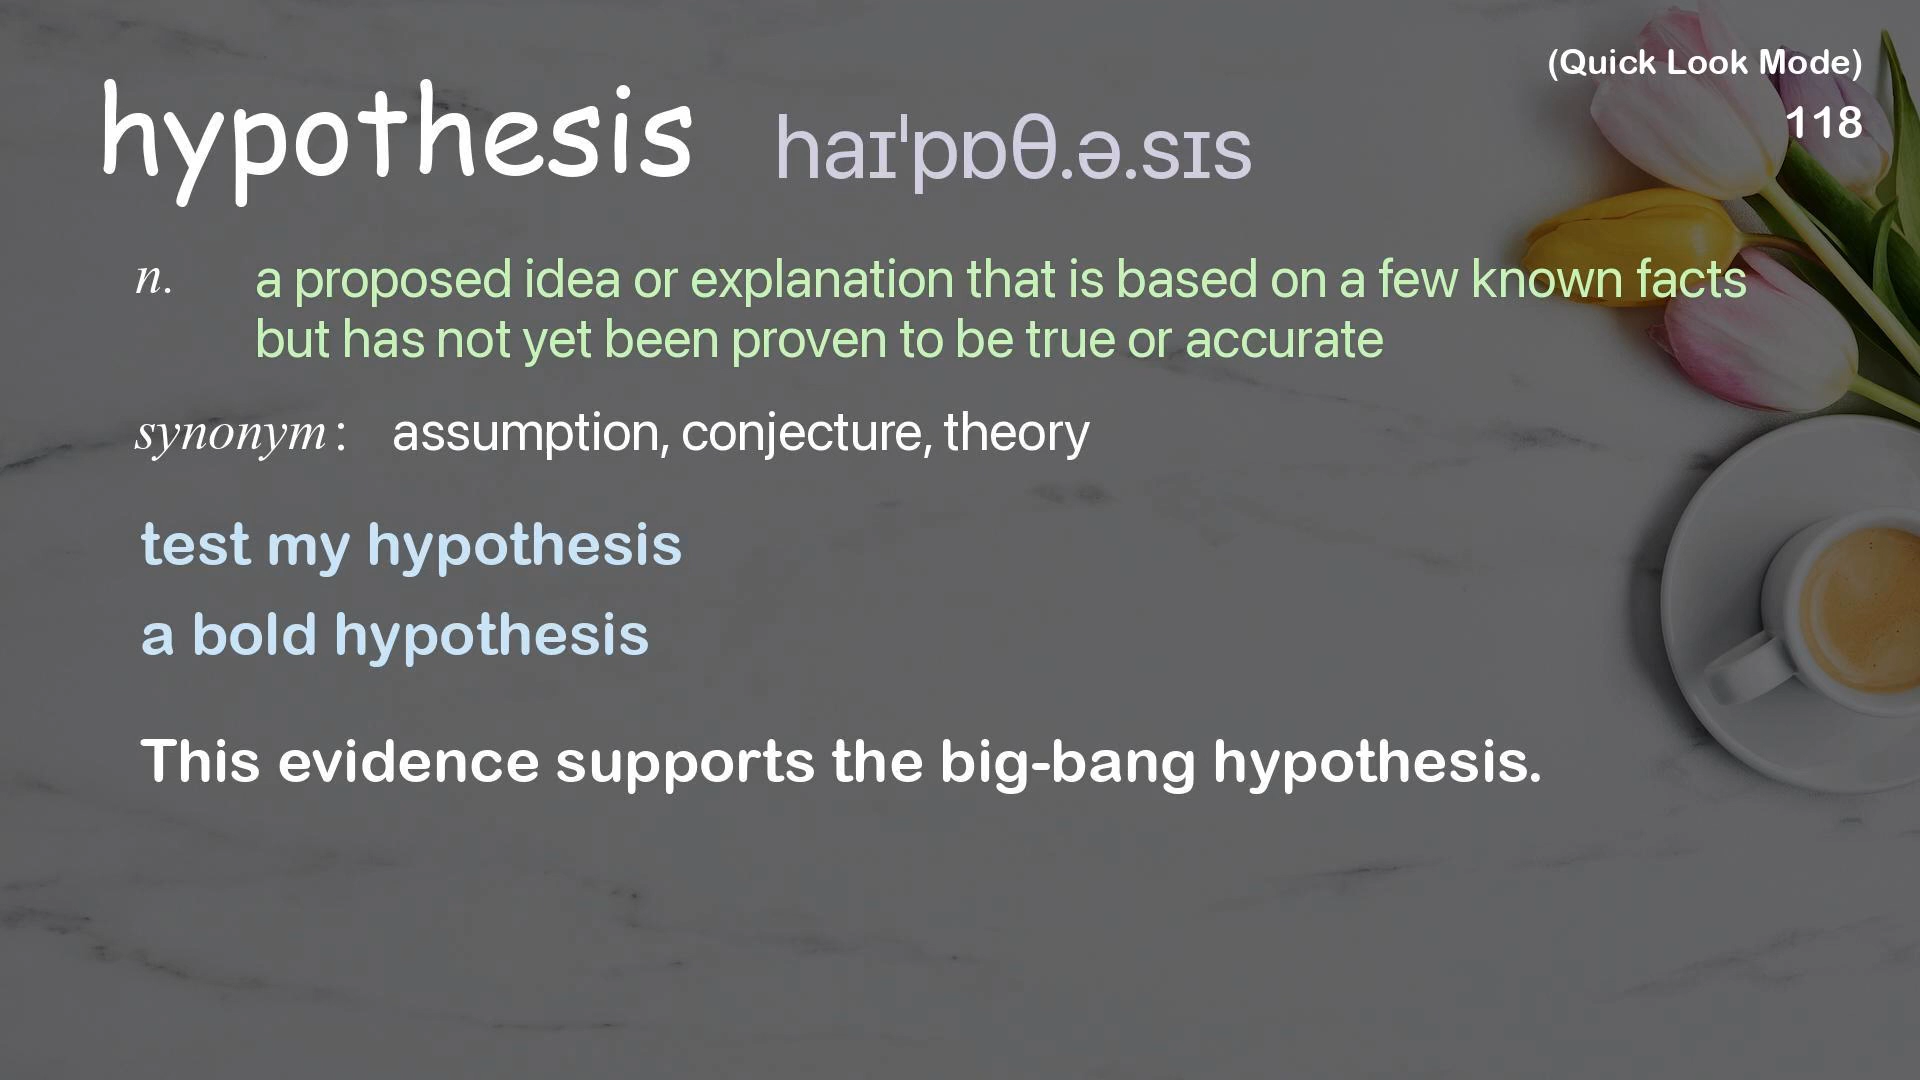 (Quick Look Mode)
118
hypothesis haɪˈpɒθ.ə.sɪs
n. a proposed idea or explanation that is based on a few known facts
but has not yet been proven to be true or accurate
synonym: assumption, conjecture, theory
test my hypothesis
a bold hypothesis
This evidence supports the big-bang hypothesis.